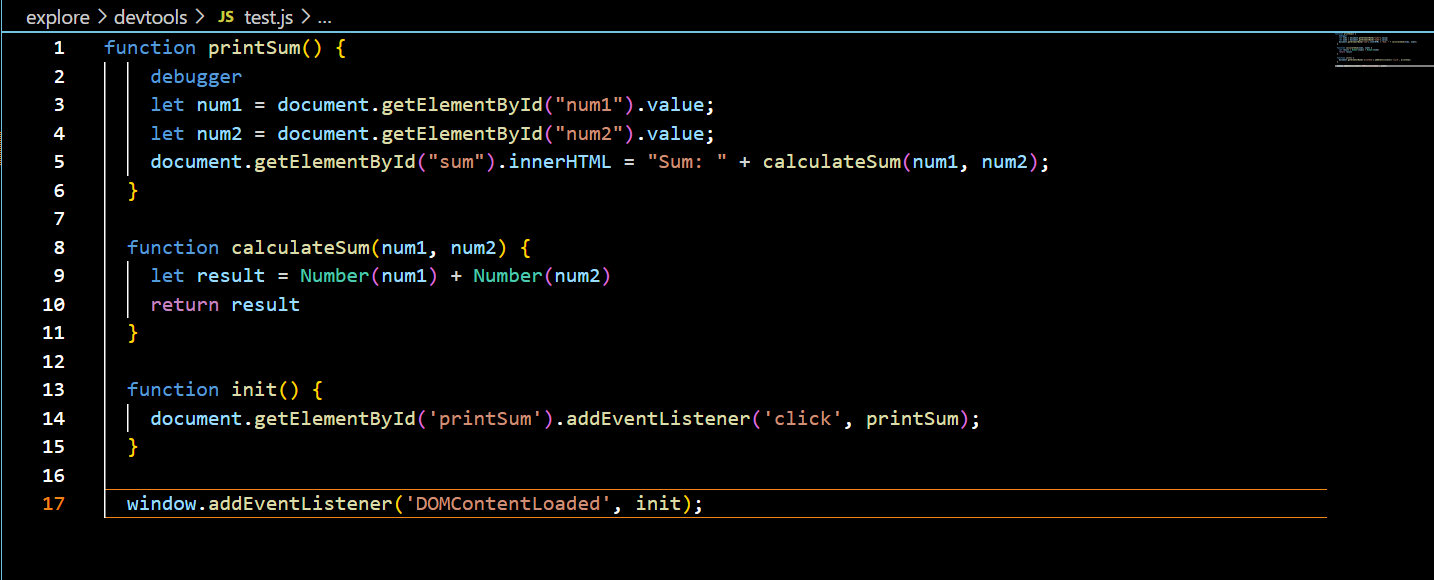 explore > devtools > JS test.js > ...
1 function printSum() {
2     debugger
3     let num1 = document.getElementById("num1").value;
4     let num2 = document.getElementById("num2").value;
5     document.getElementById("sum").innerHTML = "Sum: " + calculateSum(num1, num2);
6   }
7
8   function calculateSum(num1, num2) {
9     let result = Number(num1) + Number(num2)
10     return result
11   }
12
13   function init() {
14     document.getElementById('printSum').addEventListener('click', printSum);
15   }
16
17   window.addEventListener('DOMContentLoaded', init);